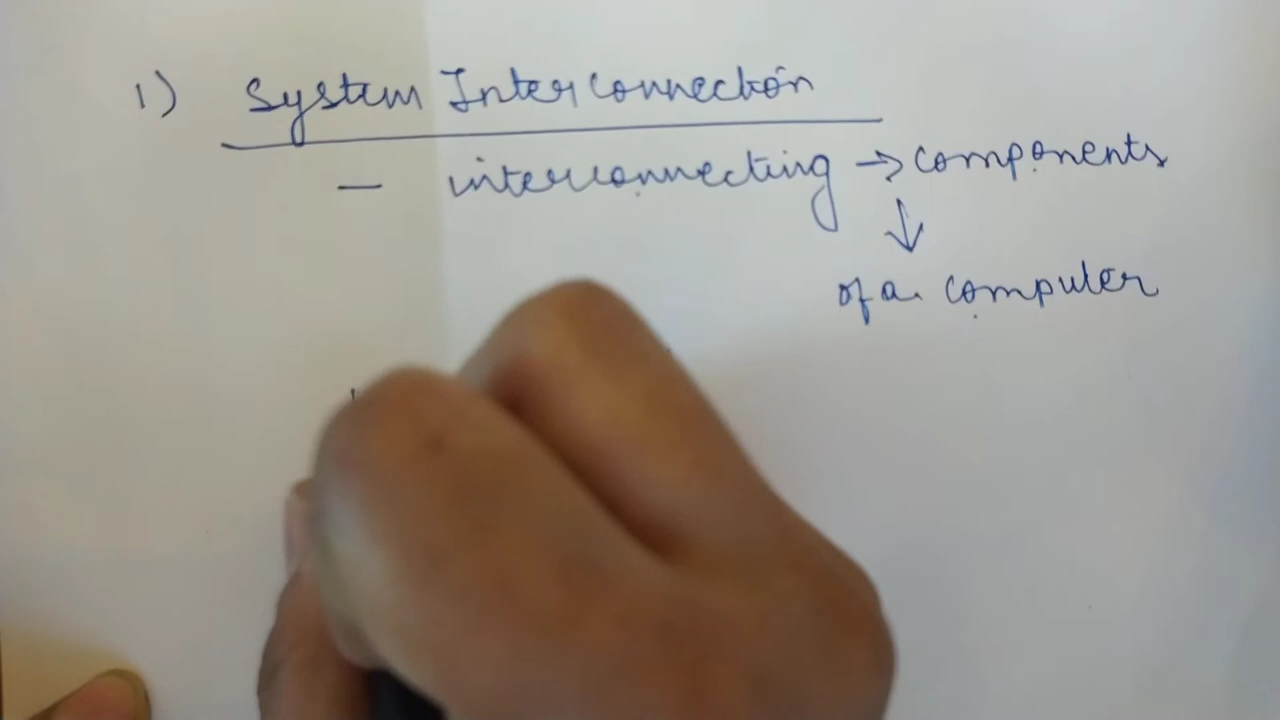 1) System Interconnection
— interconnecting → components
↓
of a computer